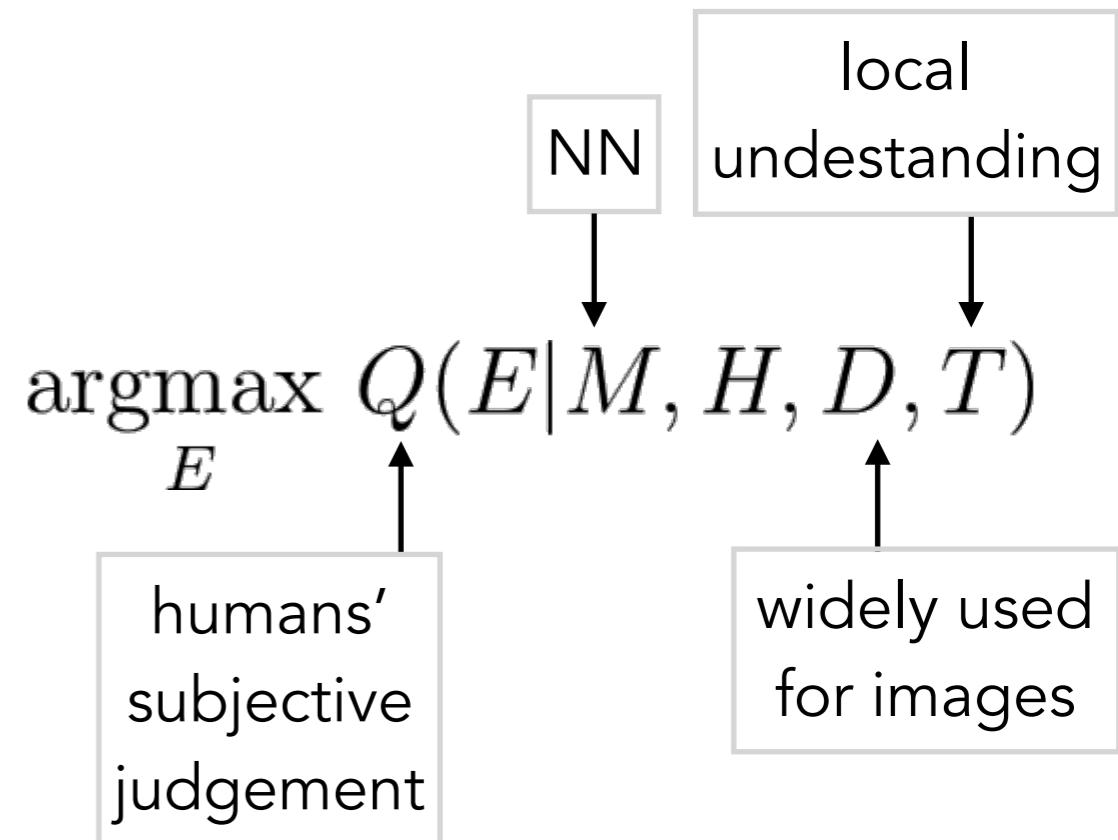 local
undestanding
NN
argmax Q(E|M, H, D, T)
E
humans’
subjective
judgement
widely used
for images